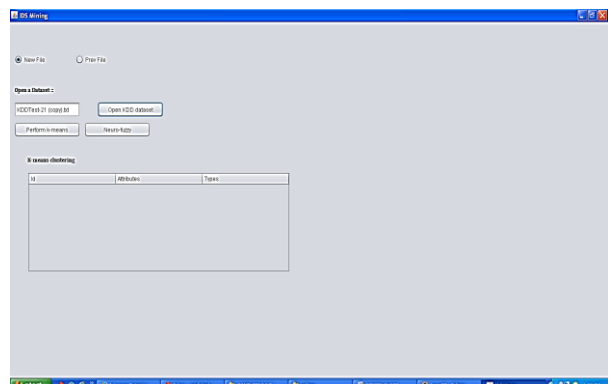 IDS Mining
New File Prev File
Open a Dataset ::
KDDTest-21 (copy).txt Open KDD dataset
Perform k-means Neuro-fuzzy
K means clustering
Id Attributes Types